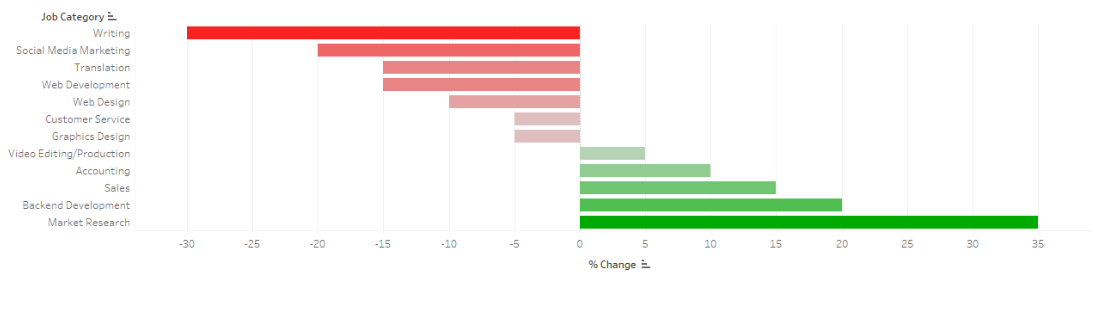 Job Category
Writing
Social Media Marketing
Translation
Web Development
Web Design
Customer Service
Graphics Design
Video Editing/Production
Accounting
Sales
Backend Development
Market Research
-30 -25 -20 -15 -10 -5 0 5 10 15 20 25 30 35
% Change